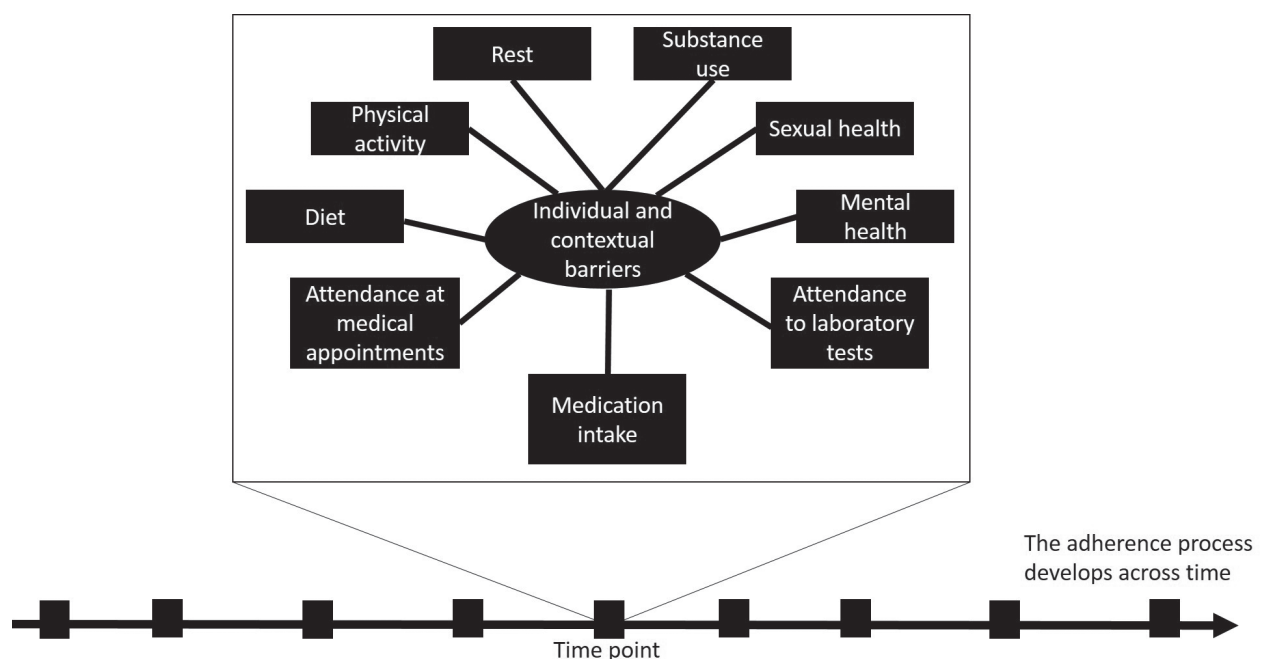 Rest
Substance
use
Physical
activity
Sexual health
Diet
Individual and
contextual
barriers
Mental
health
Attendance at
medical
appointments
Attendance
to laboratory
tests
Medication
intake
The adherence process
develops across time
Time point